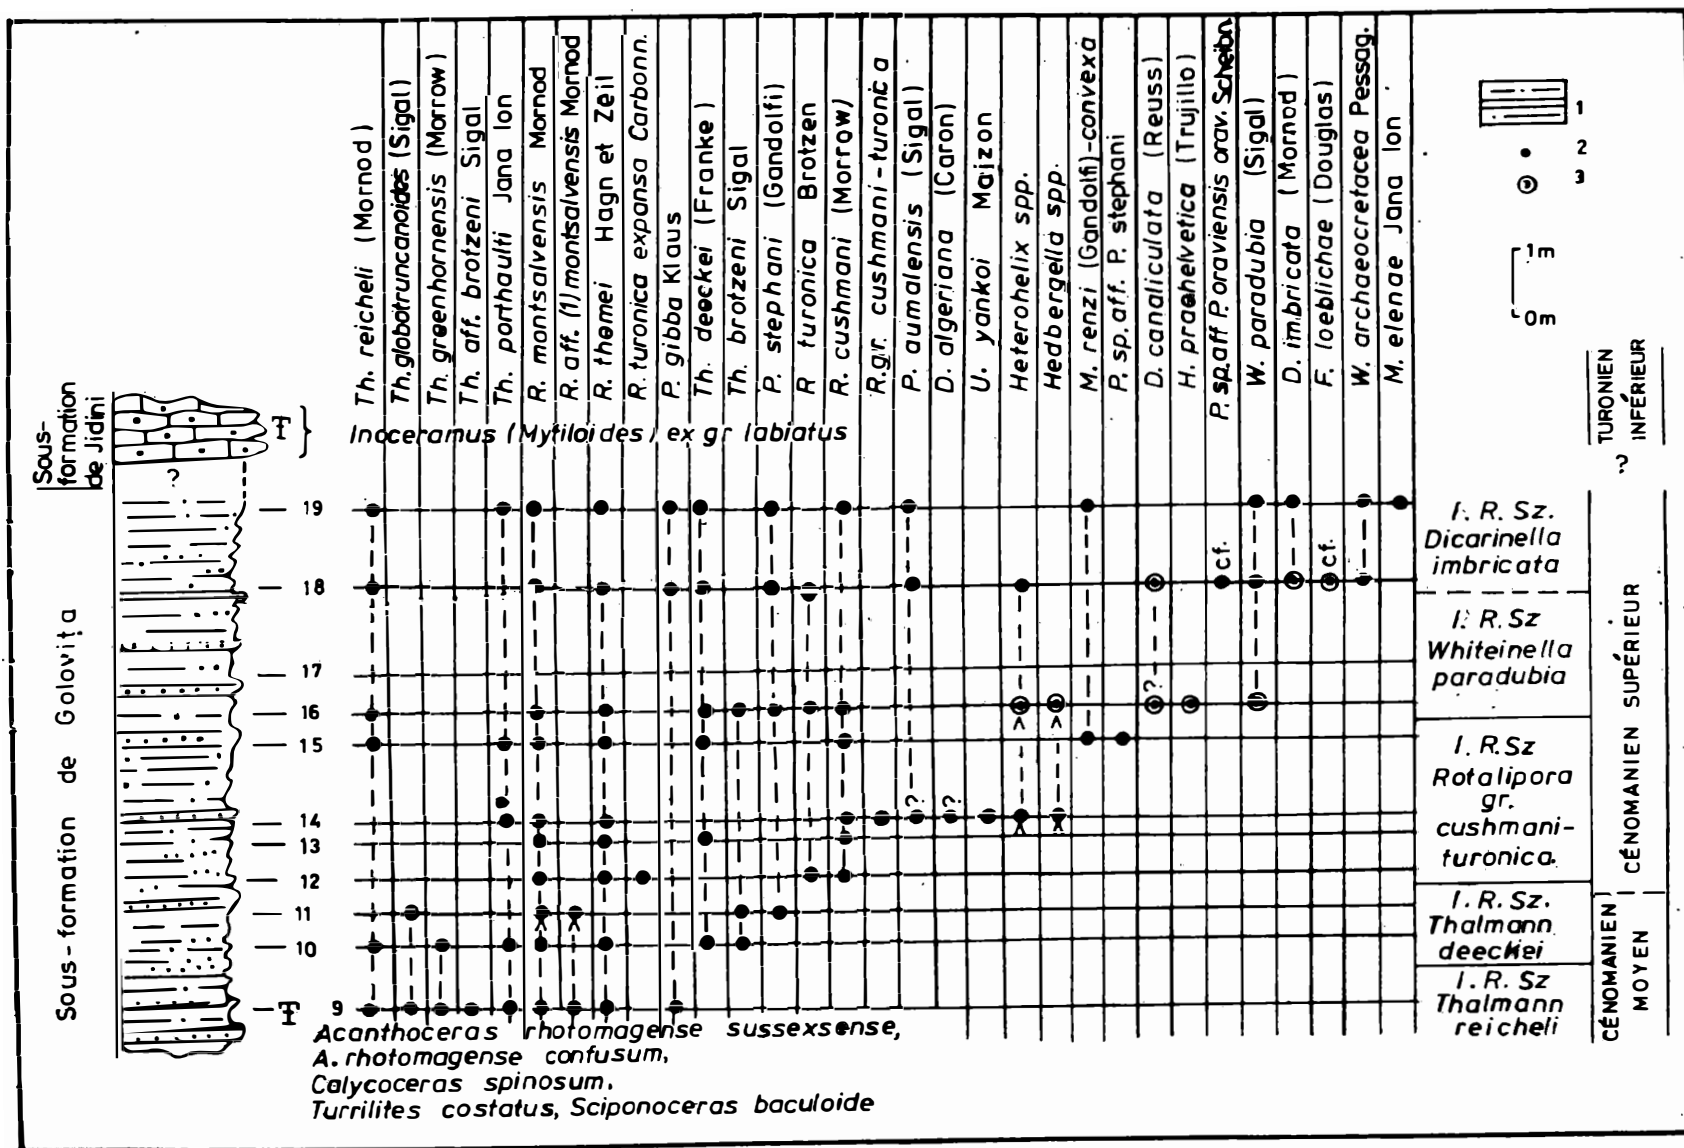 Th. reicheli (Mornod)
Th. globotruncanoides (Sigal)
Th. greenhornensis (Morrow)
Th. aff. brotzeni Sigal
Th. porthaulti Jana Ion
R. montsalvensis Mornod
R. aff. (1) montsalvensis Mornod
R. themei Hagn et Zeil
R. turonica expansa Carbonn.
P. gibba Klaus
Th. deeckei (Franke)
Th. brotzeni Sigal
P. stephani (Gandolfi)
R turonica Brotzen
R. cushmani (Morrow)
R.gr. cushmani-turonica
P. aumalensis (Sigal)
D. algeriana (Caron)
U. yankoi Majzon
Heterohelix spp.
Hedbergella spp.
M. renzi (Gandolfi)-convexa
P. sp. aff. P. stephani
D. canaliculata (Reuss)
H. praehelvetica (Trujillo)
P. sp. aff P. oraviensis orav. Scheibn.
W. paradubia (Sigal)
D. imbricata (Mornod)
F. loeblichae (Douglas)
W. archaeocretacea Pessag.
M. elenae Jana Ion
1
2
3
1m
0m
TURONIEN
INFÉRIEUR
Sous-
formation
de Jidini
Inoceramus (Mytiloides) ex gr labiatus
?
?
19
I. R. Sz.
Dicarinella
imbricata
cf.
cf.
18
I. R. Sz
Whiteinella
paradubia
17
?
16
15
I. R.Sz
Rotalipora
gr.
cushmani-
turonica.
? ?
14
13
12
CÉNOMANIEN SUPÉRIEUR
11
I. R. Sz.
Thalmann
deeckei
10
I. R. Sz
Thalmann
reicheli
9
CÉNOMANIEN
MOYEN
Sous-formation de Golovița
Acanthoceras rhotomagense sussexsense,
A. rhotomagense confusum,
Calycoceras spinosum.
Turrilites costatus, Sciponoceras baculoide